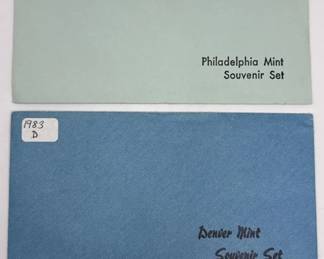 Philadelphia Mint
Souvenir Set
1983
D
Denver Mint
Souvenir Set